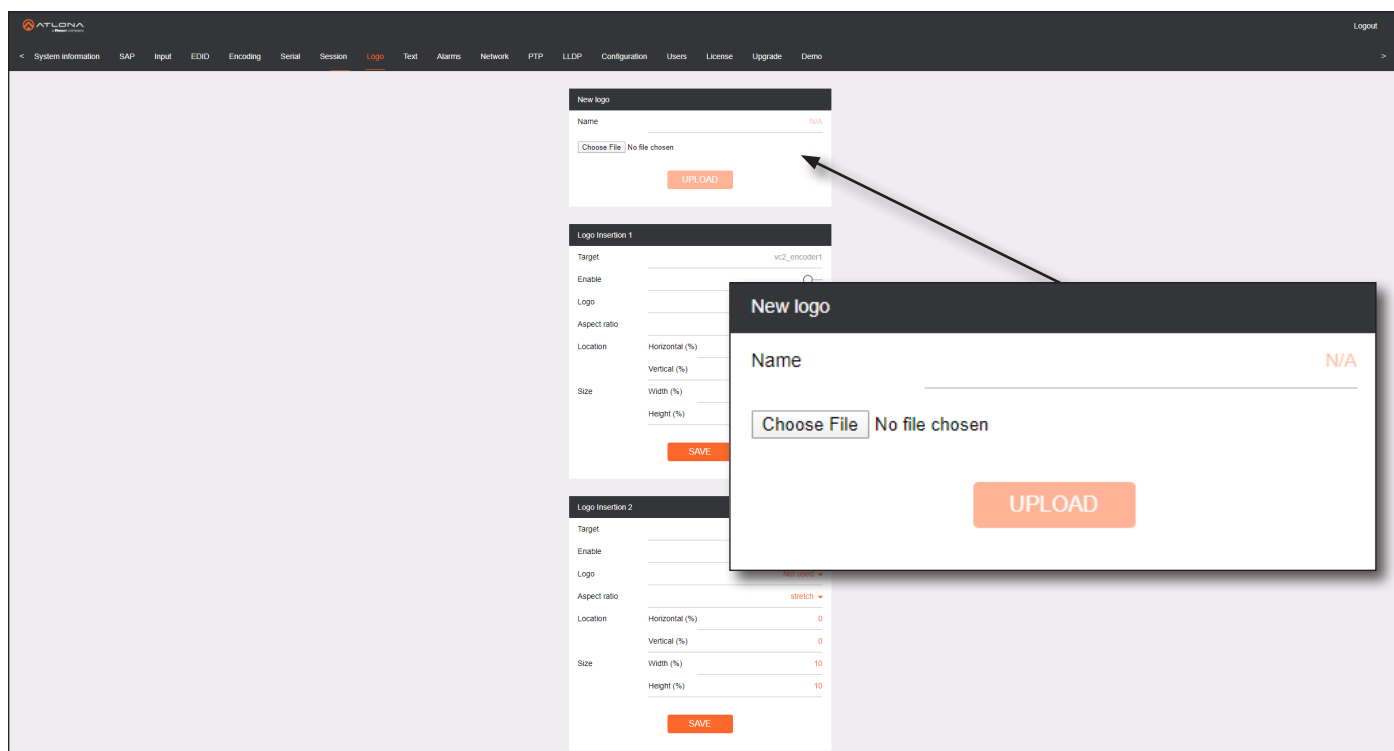 ATLONA
Logout
< System information SAP Input EDID Encoding Serial Session Logo Text Alarms Network PTP LLDP Configuration Users License Upgrade Demo >
New logo
Name N/A
Choose File No file chosen
UPLOAD
Logo Insertion 1
Target vc2_encoder1
Enable
Logo
Aspect ratio
Location Horizontal (%)
Vertical (%)
Size Width (%)
Height (%)
SAVE
New logo
Name N/A
Choose File No file chosen
UPLOAD
Logo Insertion 2
Target
Enable
Logo Not used
Aspect ratio stretch
Location Horizontal (%) 0
Vertical (%) 0
Size Width (%) 10
Height (%) 10
SAVE